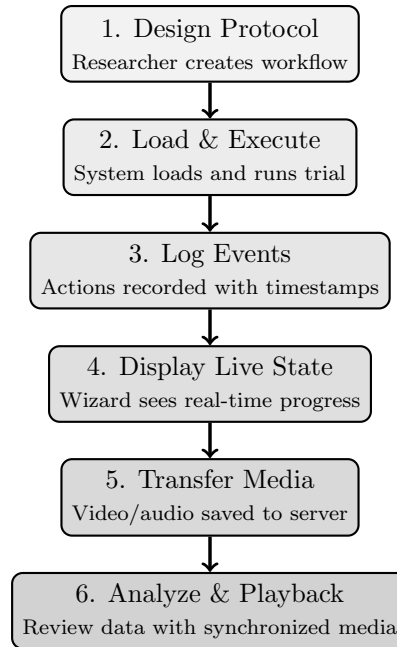 1. Design Protocol
Researcher creates workflow
2. Load & Execute
System loads and runs trial
3. Log Events
Actions recorded with timestamps
4. Display Live State
Wizard sees real-time progress
5. Transfer Media
Video/audio saved to server
6. Analyze & Playback
Review data with synchronized media